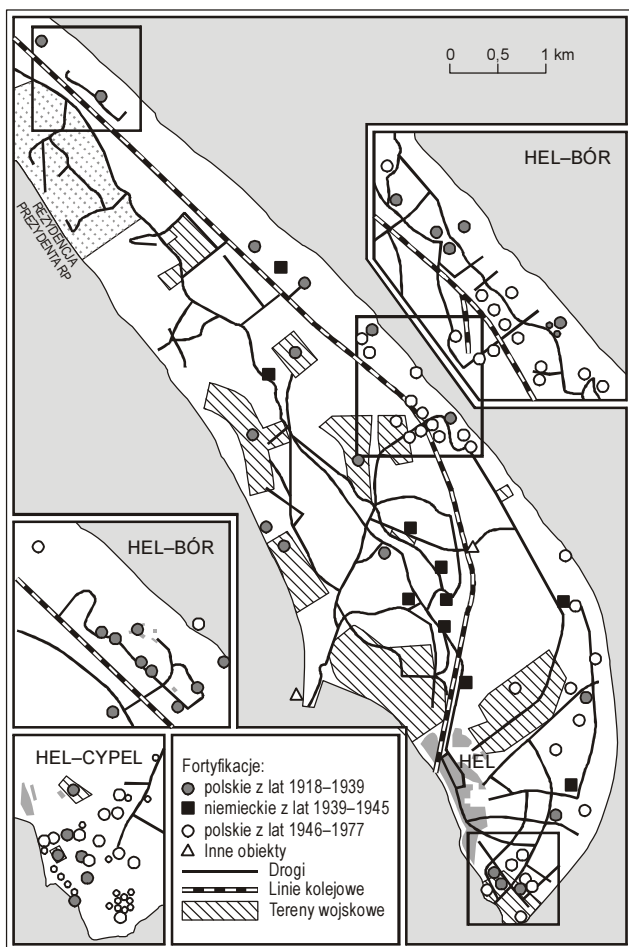 0 0,5 1 km
HEL–BÓR
REZYDENCJA
PREZYDENTA RP
HEL–BÓR
HEL
HEL–CYPEL
Fortyfikacje:
polskie z lat 1918–1939
niemieckie z lat 1939–1945
polskie z lat 1946–1977
Inne obiekty
Drogi
Linie kolejowe
Tereny wojskowe